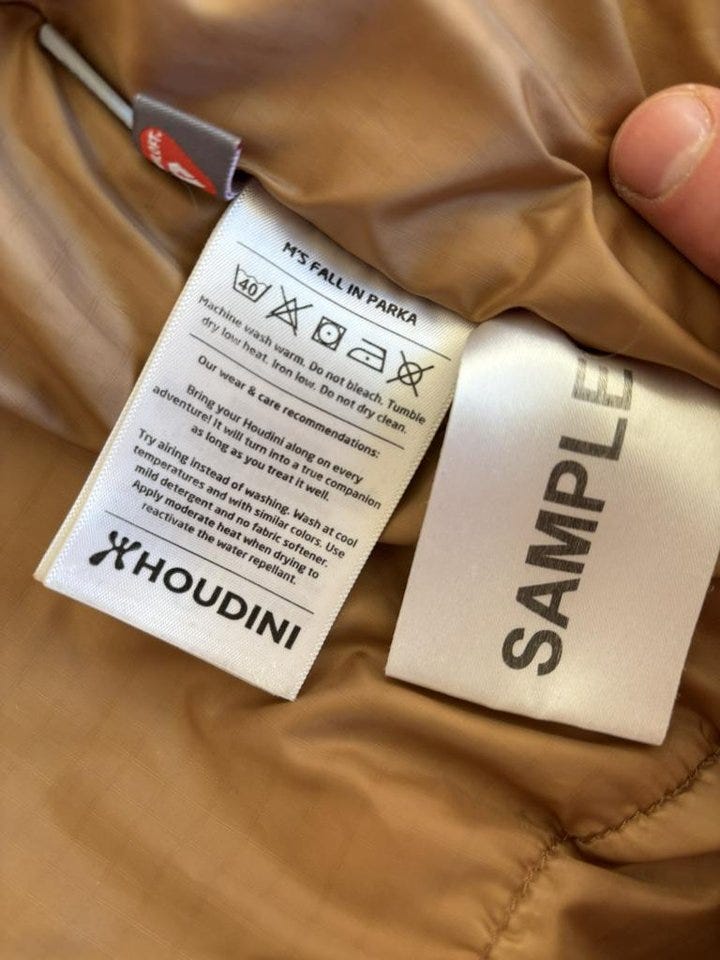 M'S FALL IN PARKA
40
Machine wash warm. Do not bleach. Tumble
dry low heat. Iron low. Do not dry clean.
Our wear & care recommendations:
Bring your Houdini along on every
adventure! It will turn into a true companion
as long as you treat it well.
Try airing instead of washing. Wash at cool
temperatures and with similar colors. Use
mild detergent and no fabric softener.
Apply moderate heat when drying to
reactivate the water repellant.
HOUDINI
SAMPLE